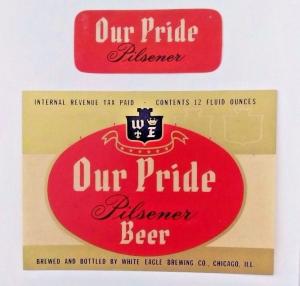 Our Pride
Pilsener
INTERNAL REVENUE TAX PAID - CONTENTS 12 FLUID OUNCES
W E
Our Pride
Pilsener
Beer
BREWED AND BOTTLED BY WHITE EAGLE BREWING CO., CHICAGO, ILL.